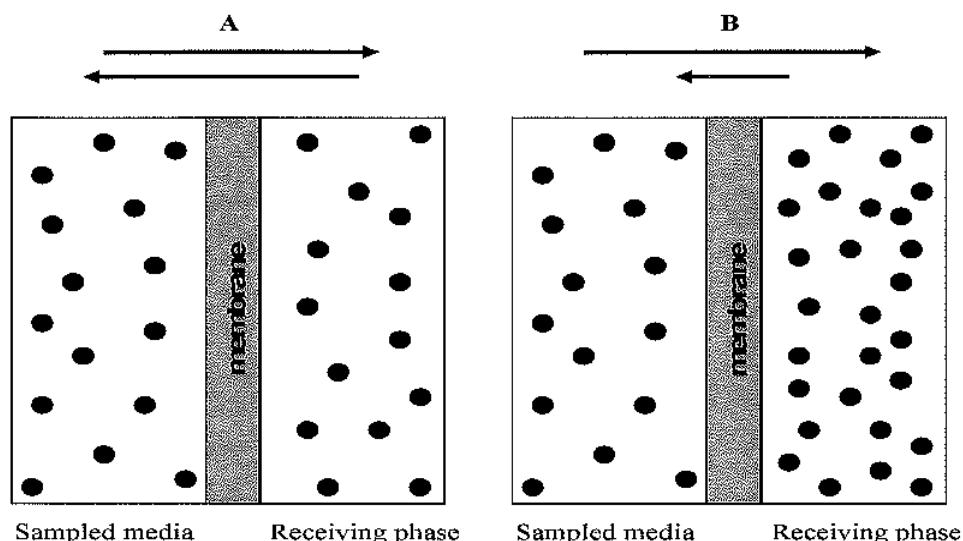 A
B
membrane
membrane
Sampled media
Receiving phase
Sampled media
Receiving phase